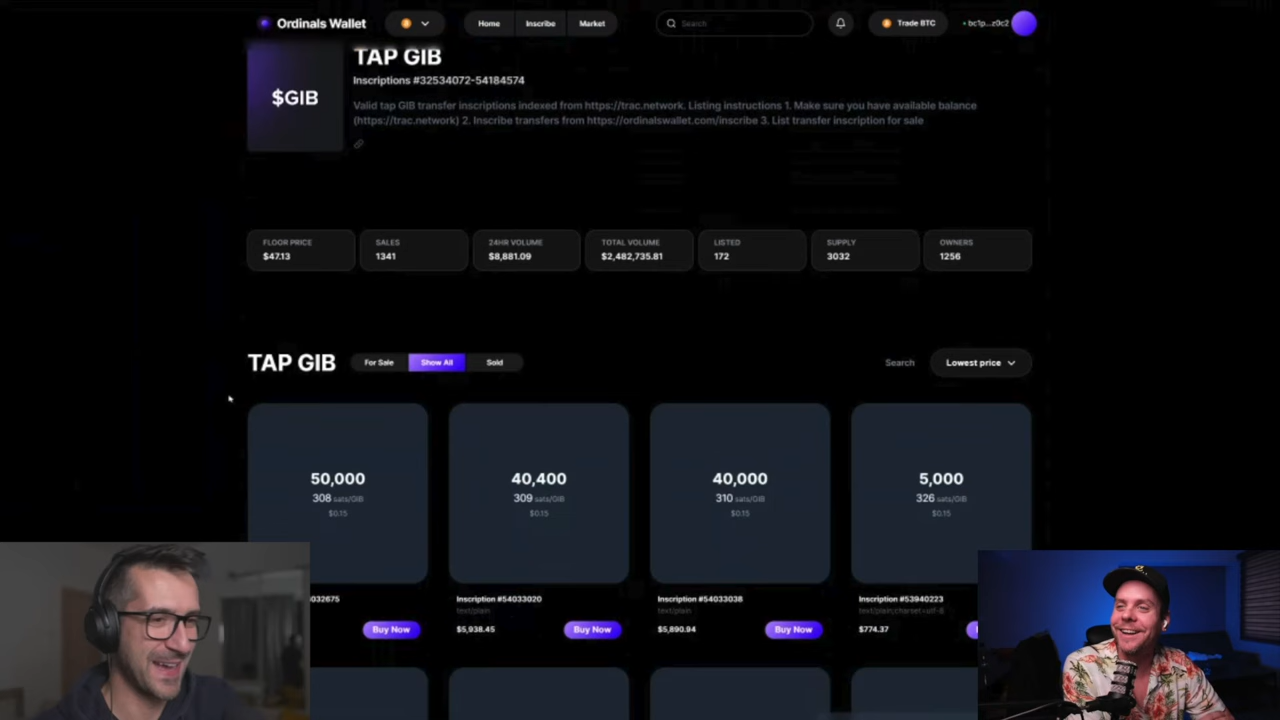 Ordinals Wallet
Home
Inscribe
Market
Search
Trade BTC
bc1p...z0c2
$GIB
TAP GIB
Inscriptions #32534072-54184574
Valid tap GIB transfer inscriptions indexed from https://trac.network. Listing instructions 1. Make sure you have available balance
(https://trac.network) 2. Inscribe transfers from https://ordinalswallet.com/inscribe 3. List transfer inscription for sale
FLOOR PRICE
$47.13
SALES
1341
24HR VOLUME
$8,881.09
TOTAL VOLUME
$2,482,735.81
LISTED
172
SUPPLY
3032
OWNERS
1256
TAP GIB
For Sale
Show All
Sold
Search
Lowest price
50,000
308 sats/GIB
$0.15
40,400
309 sats/GIB
$0.15
40,000
310 sats/GIB
$0.15
5,000
326 sats/GIB
$0.15
032675
Buy Now
Inscription #54033020
text/plain
$5,938.45
Buy Now
Inscription #54033038
text/plain
$5,890.94
Buy Now
Inscription #53940223
text/plain;charset=utf-8
$774.37